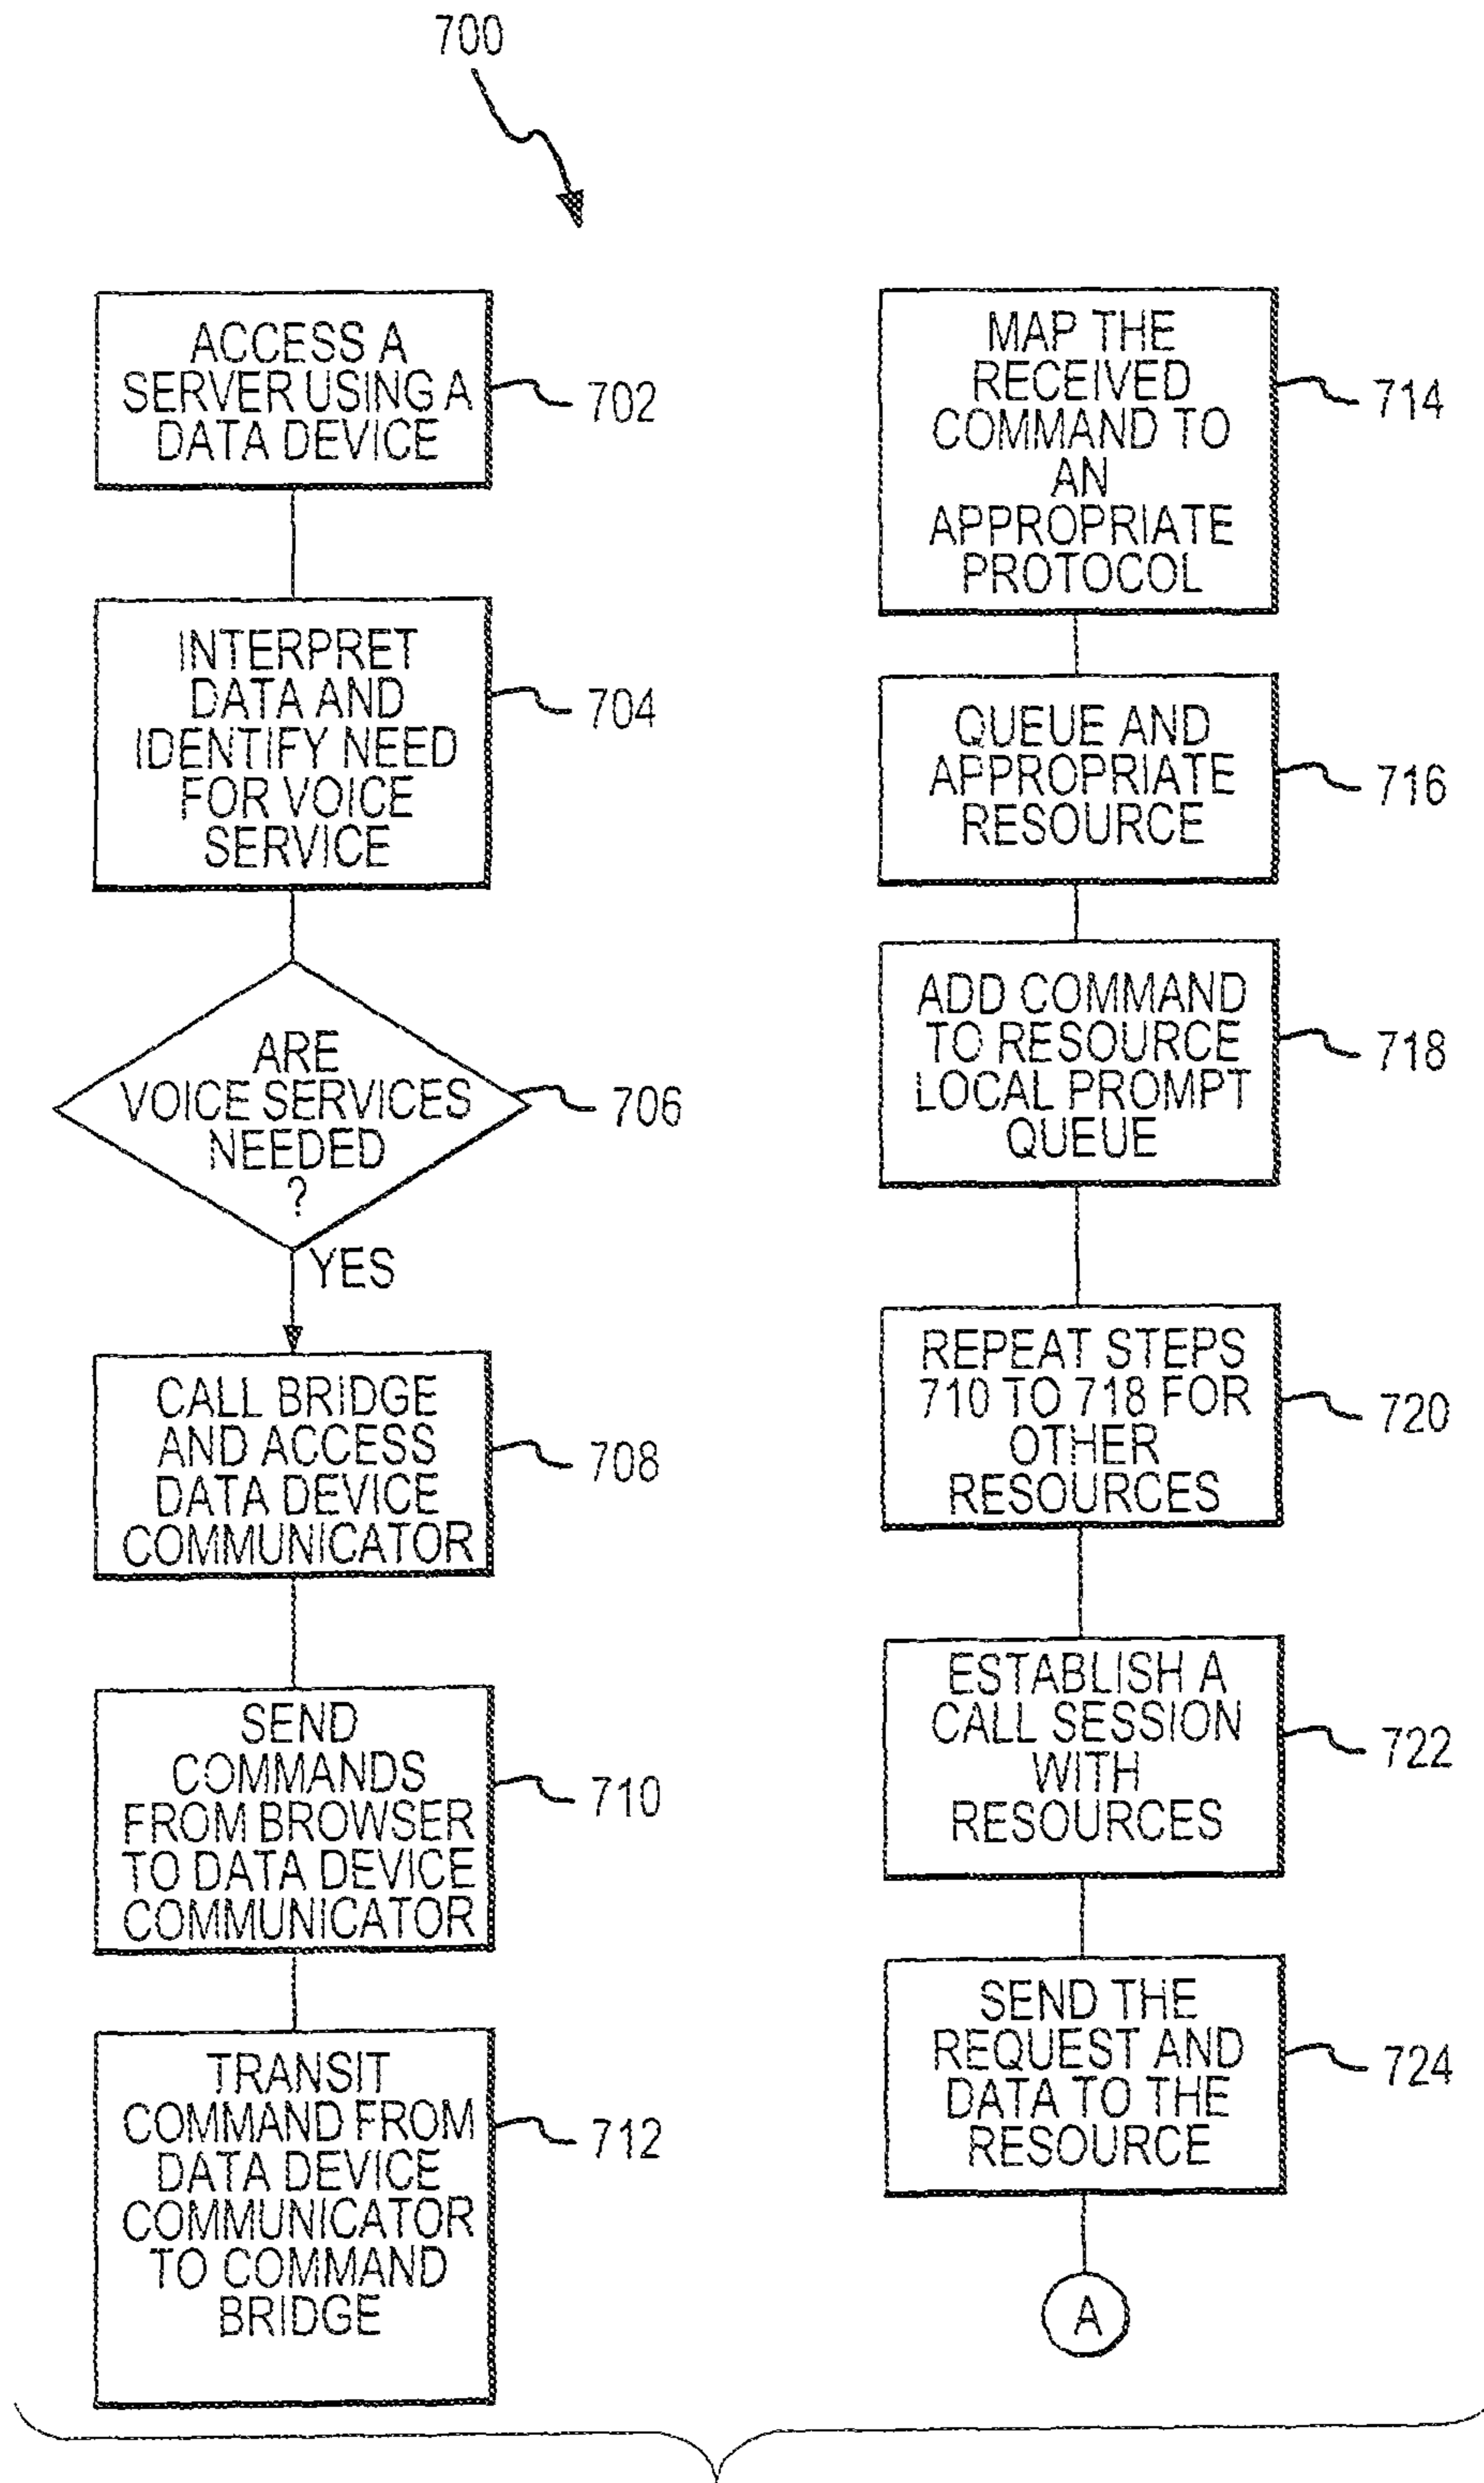 700
ACCESS A
SERVER USING A
DATA DEVICE
702
INTERPRET
DATA AND
IDENTIFY NEED
FOR VOICE
SERVICE
704
ARE
VOICE SERVICES
NEEDED
?
706
YES
CALL BRIDGE
AND ACCESS
DATA DEVICE
COMMUNICATOR
708
SEND
COMMANDS
FROM BROWSER
TO DATA DEVICE
COMMUNICATOR
710
TRANSIT
COMMAND FROM
DATA DEVICE
COMMUNICATOR
TO COMMAND
BRIDGE
712
MAP THE
RECEIVED
COMMAND TO
AN
APPROPRIATE
PROTOCOL
714
QUEUE AND
APPROPRIATE
RESOURCE
716
ADD COMMAND
TO RESOURCE
LOCAL PROMPT
QUEUE
718
REPEAT STEPS
710 TO 718 FOR
OTHER
RESOURCES
720
ESTABLISH A
CALL SESSION
WITH
RESOURCES
722
SEND THE
REQUEST AND
DATA TO THE
RESOURCE
724
A